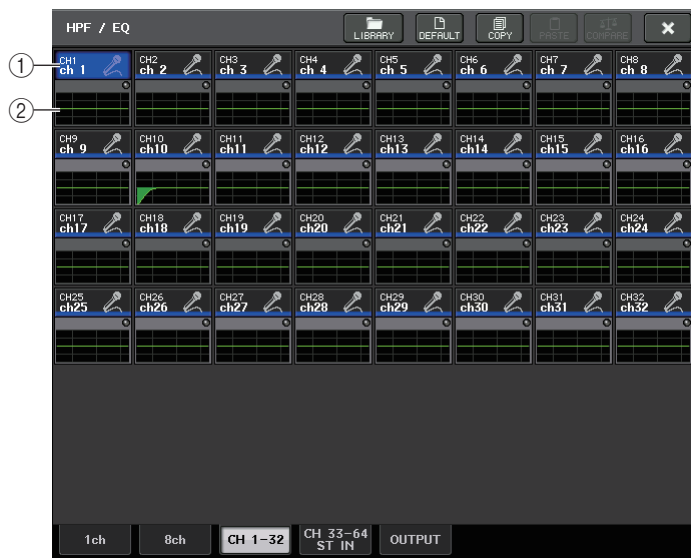 HPF / EQ LIBRARY DEFAULT COPY PASTE COMPARE
1
CH1 CH2 CH3 CH4 CH5 CH6 CH7 CH8
ch 1 ch 2 ch 3 ch 4 ch 5 ch 6 ch 7 ch 8
2
CH9 CH10 CH11 CH12 CH13 CH14 CH15 CH16
ch 9 ch10 ch11 ch12 ch13 ch14 ch15 ch16
CH17 CH18 CH19 CH20 CH21 CH22 CH23 CH24
ch17 ch18 ch19 ch20 ch21 ch22 ch23 ch24
CH25 CH26 CH27 CH28 CH29 CH30 CH31 CH32
ch25 ch26 ch27 ch28 ch29 ch30 ch31 ch32
1ch 8ch CH 1-32 CH 33-64 OUTPUT
ST IN